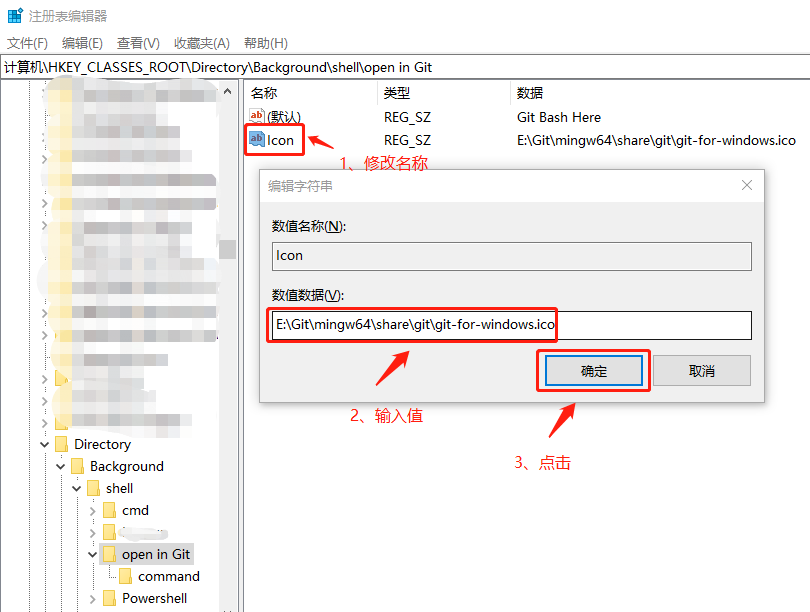 注册表编辑器
文件(F) 编辑(E) 查看(V) 收藏夹(A) 帮助(H)
计算机\HKEY_CLASSES_ROOT\Directory\Background\shell\open in Git
名称 类型 数据
ab (默认) REG_SZ Git Bash Here
ab Icon REG_SZ E:\Git\mingw64\share\git\git-for-windows.ico
1、修改名称
编辑字符串
数值名称(N):
Icon
数值数据(V):
E:\Git\mingw64\share\git\git-for-windows.ico
确定 取消
2、输入值
3、点击
Directory
Background
shell
cmd
open in Git
command
Powershell